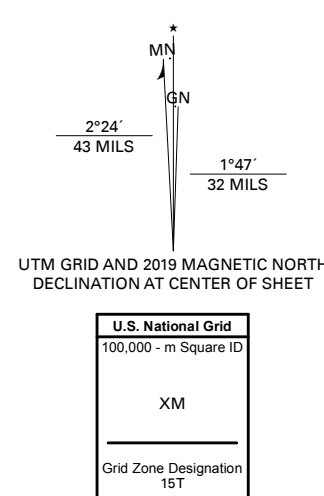 ★
MN
GN
2°24´
43 MILS
1°47´
32 MILS
UTM GRID AND 2019 MAGNETIC NORTH
DECLINATION AT CENTER OF SHEET
U.S. National Grid
100,000 - m Square ID
XM
Grid Zone Designation
15T